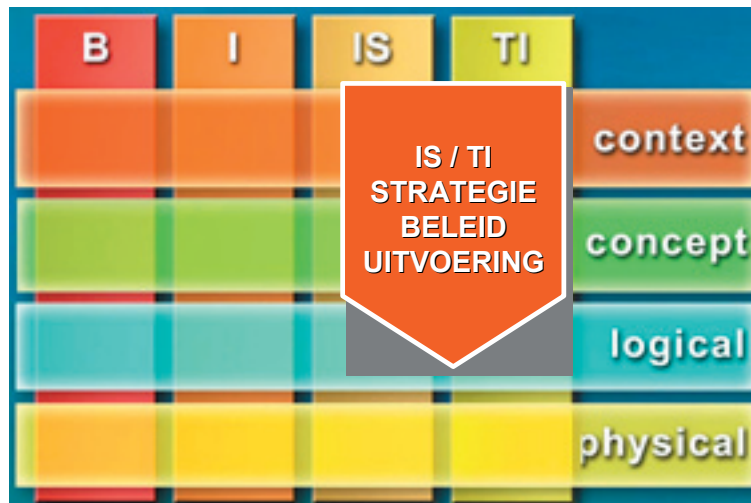 B I IS TI
context
IS / TI
STRATEGIE
BELEID
UITVOERING
concept
logical
physical